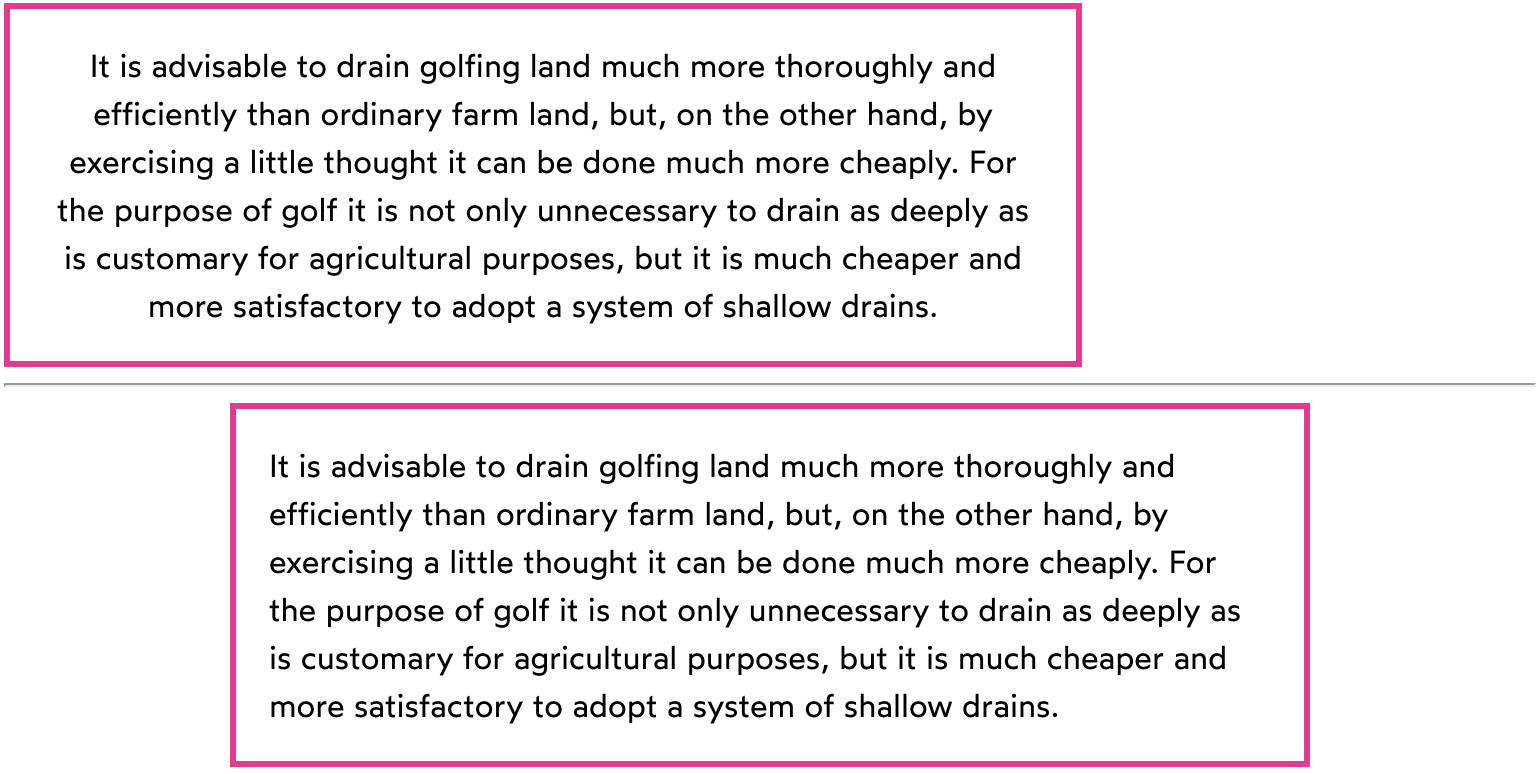 It is advisable to drain golfing land much more thoroughly and
efficiently than ordinary farm land, but, on the other hand, by
exercising a little thought it can be done much more cheaply. For
the purpose of golf it is not only unnecessary to drain as deeply as
is customary for agricultural purposes, but it is much cheaper and
more satisfactory to adopt a system of shallow drains.
It is advisable to drain golfing land much more thoroughly and
efficiently than ordinary farm land, but, on the other hand, by
exercising a little thought it can be done much more cheaply. For
the purpose of golf it is not only unnecessary to drain as deeply as
is customary for agricultural purposes, but it is much cheaper and
more satisfactory to adopt a system of shallow drains.